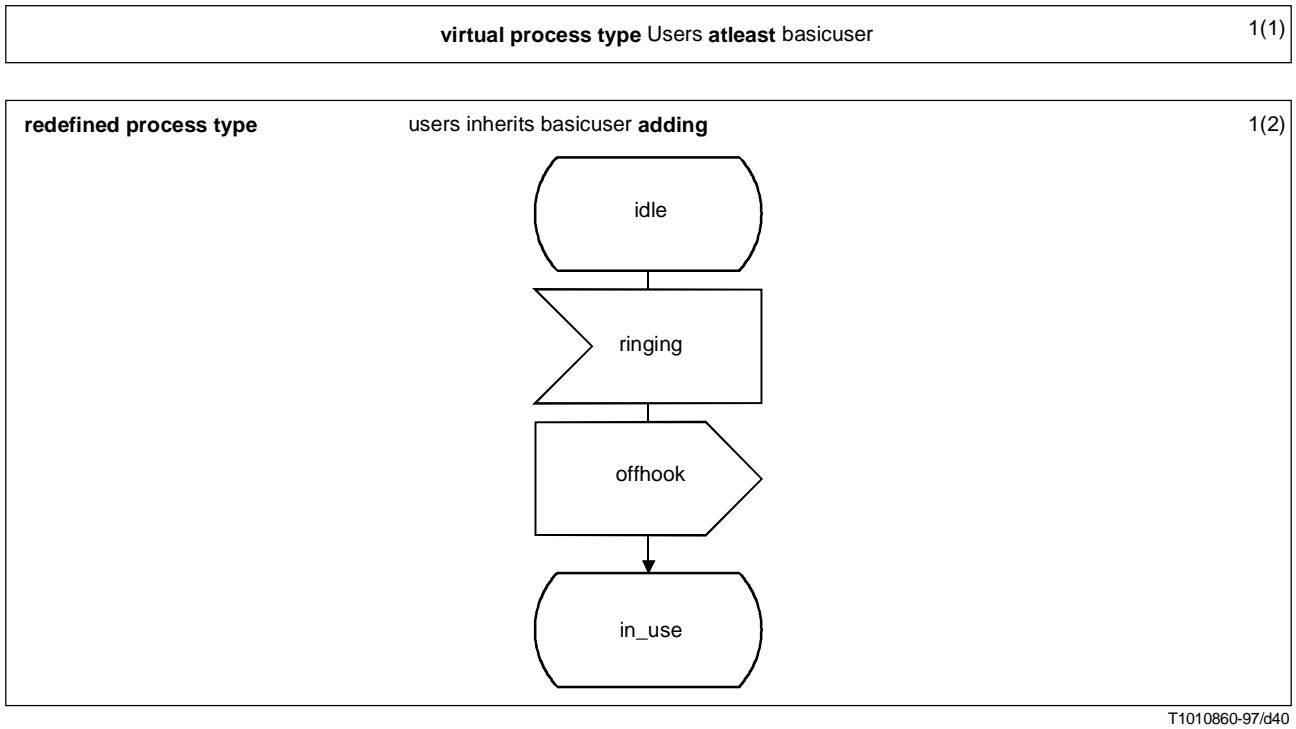 virtual process type Users atleast basicuser 1(1)
redefined process type users inherits basicuser adding 1(2)
idle
ringing
offhook
in_use
T1010860-97/d40